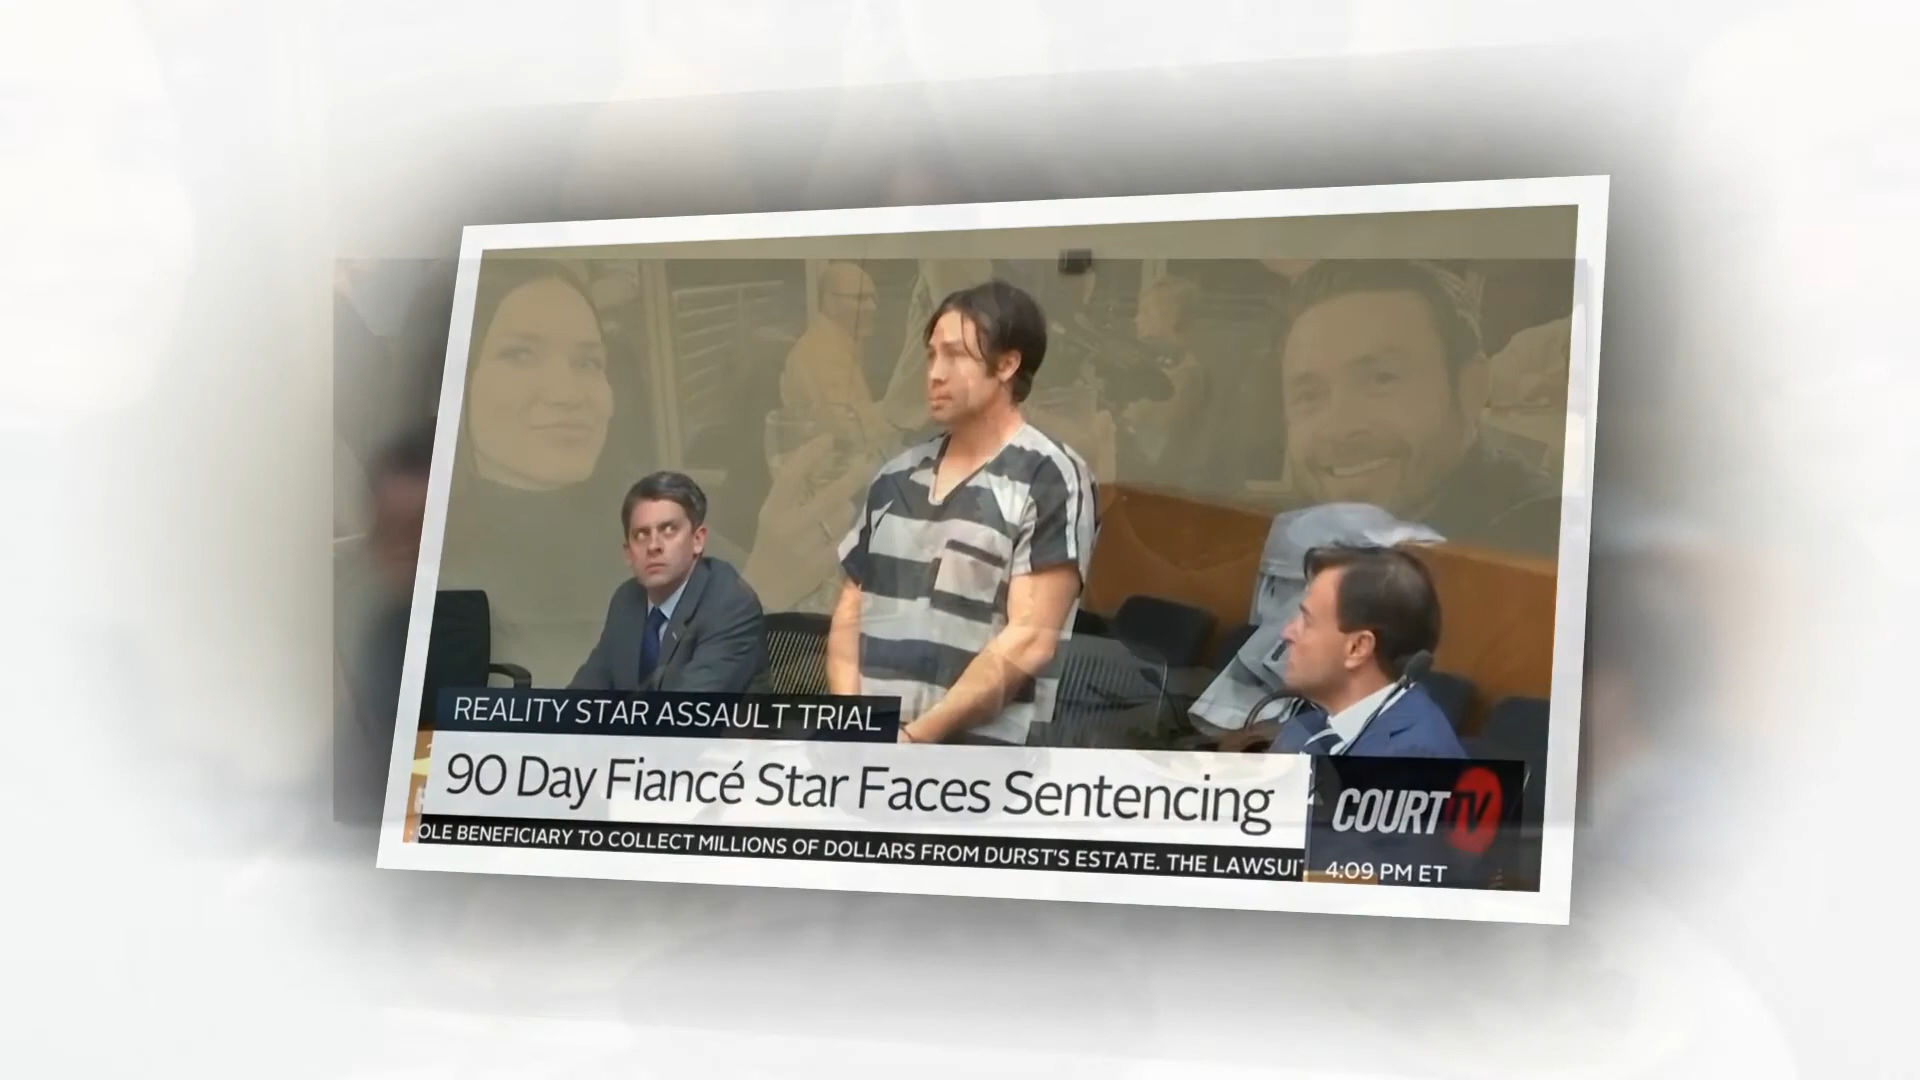 REALITY STAR ASSAULT TRIAL
90 Day Fiancé Star Faces Sentencing
COURT TV
OLE BENEFICIARY TO COLLECT MILLIONS OF DOLLARS FROM DURST'S ESTATE. THE LAWSUIT
4:09 PM ET